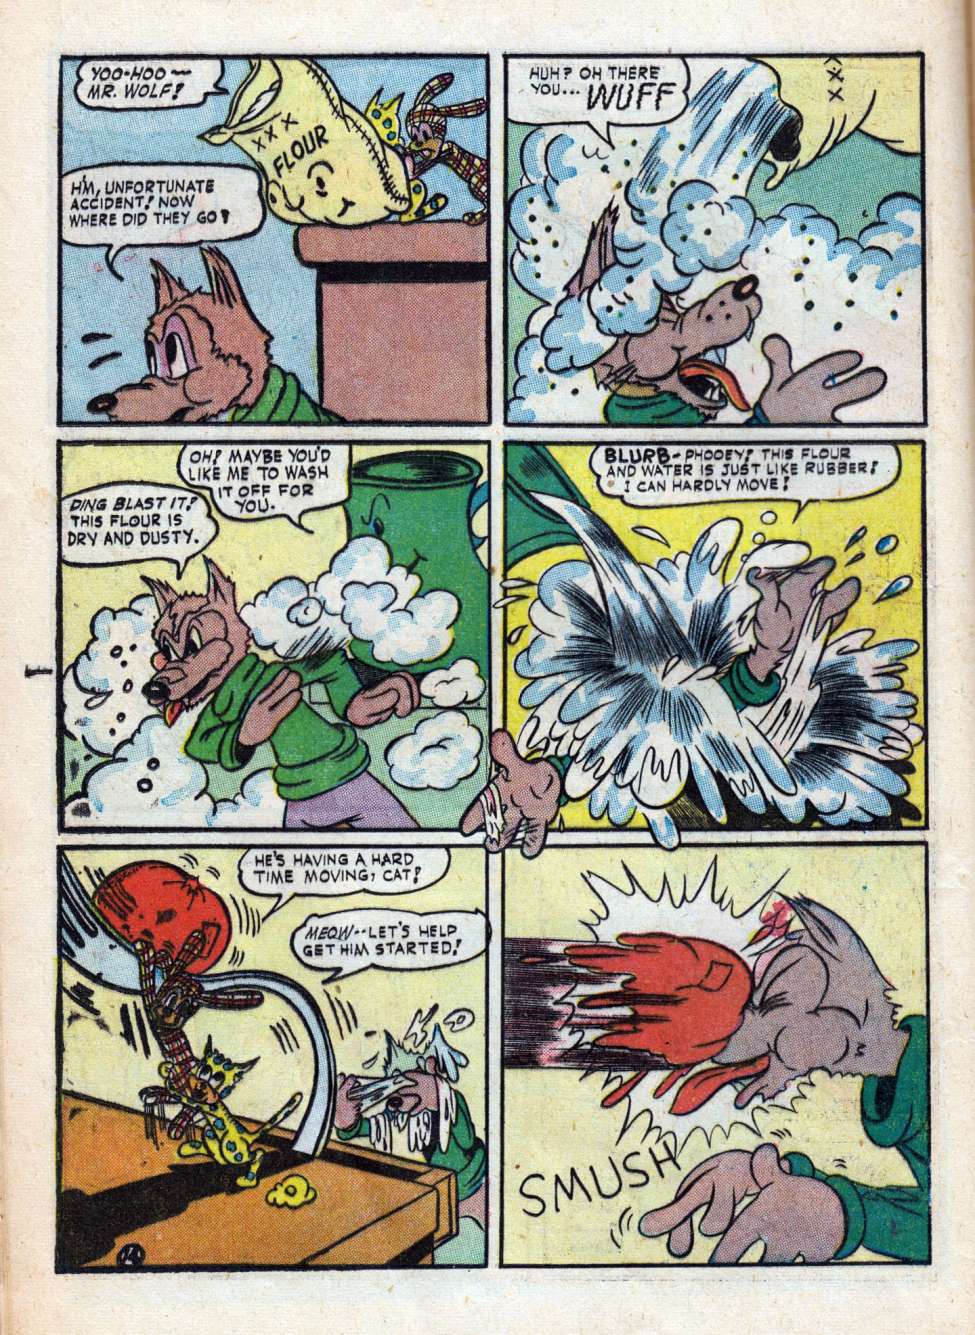 YOO-HOO —
MR. WOLF!
XXX
FLOUR
H'M, UNFORTUNATE
ACCIDENT! NOW
WHERE DID THEY GO?
HUH? OH THERE
YOU... WUFF
XXX
DING BLAST IT!
THIS FLOUR IS
DRY AND DUSTY.
OH! MAYBE YOU'D
LIKE ME TO WASH
IT OFF FOR
YOU.
BLURB- PHOOEY! THIS FLOUR
AND WATER IS JUST LIKE RUBBER!
I CAN HARDLY MOVE!
HE'S HAVING A HARD
TIME MOVING, CAT!
MEOW-- LET'S HELP
GET HIM STARTED!
14
SMUSH